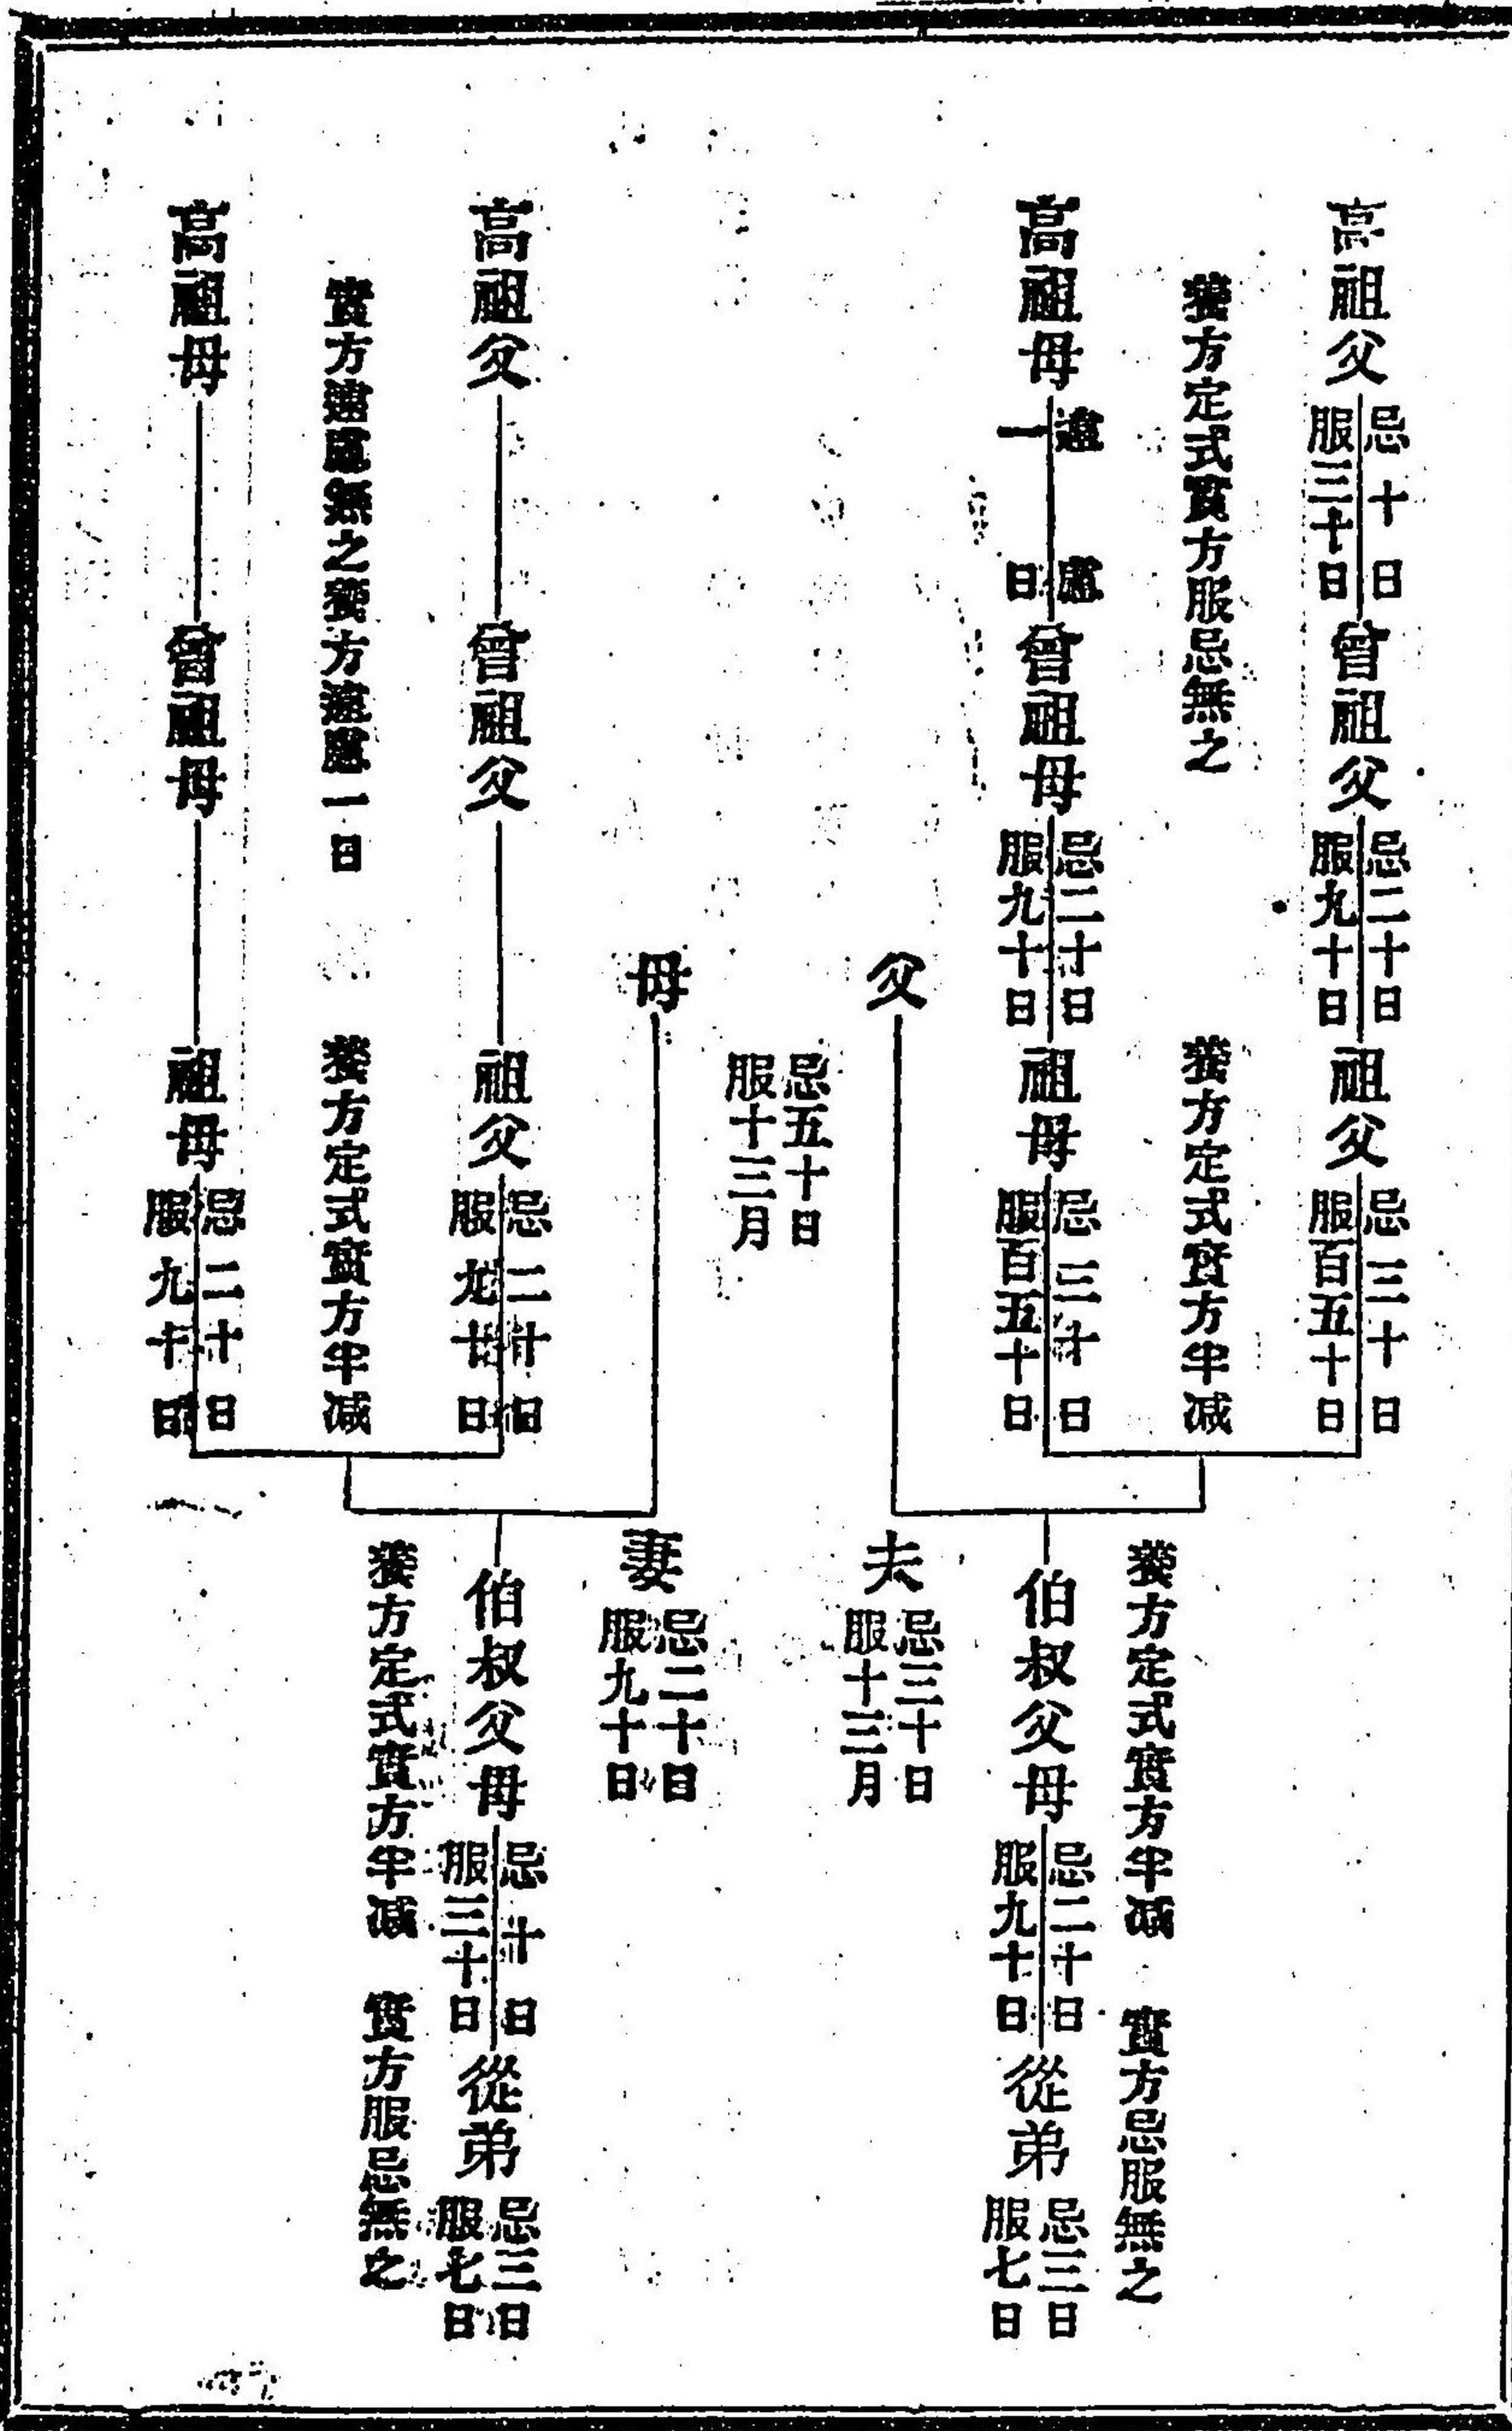 高祖父
忌十日
服三十日
曾祖父
忌二十日
服九十日
祖父
忌三十日
服百五十日
養方定式實方服忌無之
養方定式實方半减
高祖母
遠慮
一日
曾祖母
忌二十日
服九十日
祖母
忌三十日
服百五十日
養方定式實方半减
實方忌服無之
伯叔父母
忌二十日
服九十日
從弟
忌三日
服七日
父
母
忌五十日
服十三月
夫
忌三十日
服十三月
妻
忌二十日
服九十日
高祖父
曾祖父
祖父
忌二十日
服九十日
實方遠慮無之養方遠慮一日
養方定式實方半减
高祖母
曾祖母
祖母
忌二十日
服九十日
伯叔父母
忌十日
服三十日
從弟
忌三日
服七日
養方定式實方半减
實方服忌無之